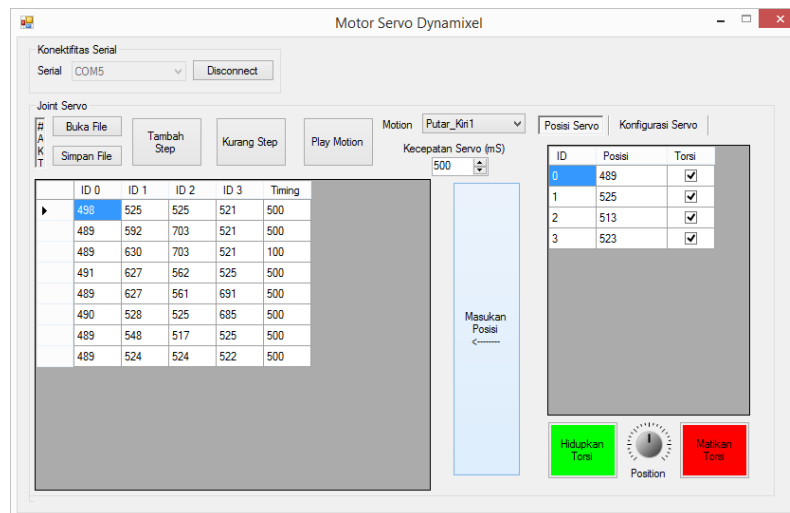 Motor Servo Dynamixel
Konektifitas Serial
Serial COM5 Disconnect
Joint Servo
#
A
K
T
Buka File
Simpan File
Tambah
Step
Kurang Step
Play Motion
Motion Putar_Kiri1
Kecepatan Servo (mS)
500
Posisi Servo Konfigurasi Servo
ID 0 ID 1 ID 2 ID 3 Timing
498 525 525 521 500
489 592 703 521 500
489 630 703 521 100
491 627 562 525 500
489 627 561 691 500
490 528 525 685 500
489 548 517 525 500
489 524 524 522 500
Masukan
Posisi
<--------
ID Posisi Torsi
0 489
1 525
2 513
3 523
Hidupkan
Torsi
Position
Matikan
Torsi